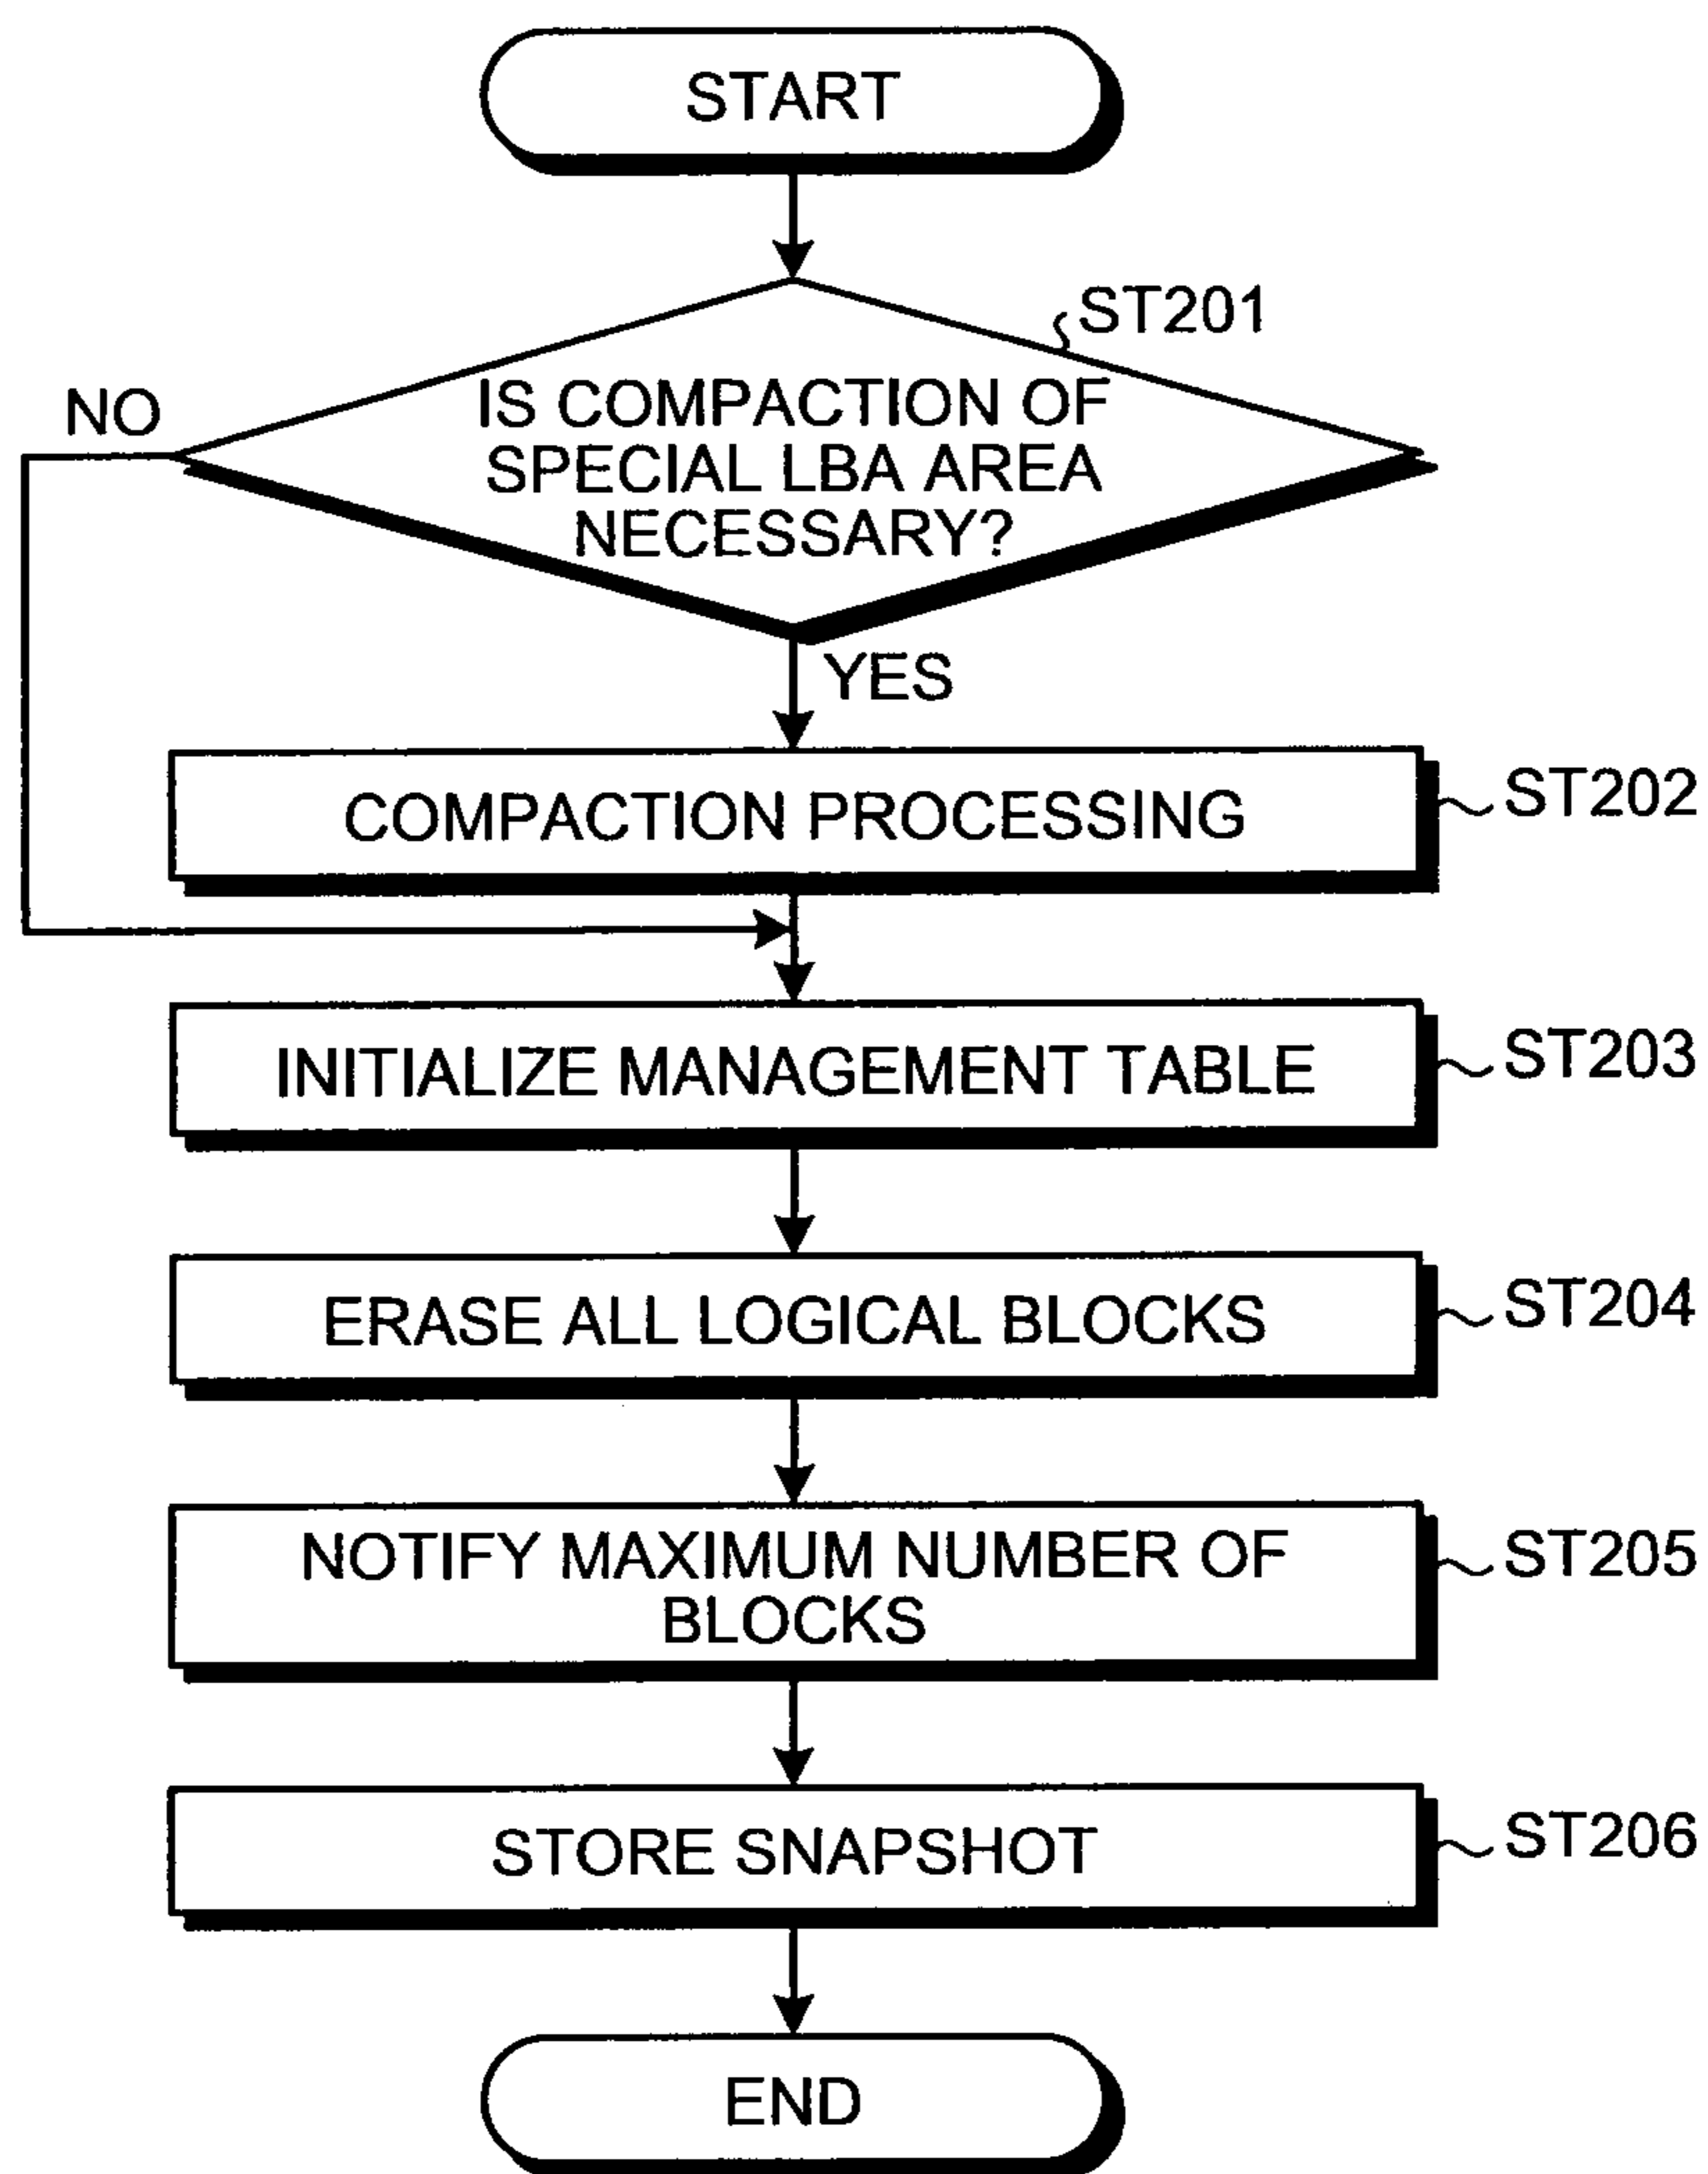 START
ST201
IS COMPACTION OF
SPECIAL LBA AREA
NECESSARY?
NO
YES
COMPACTION PROCESSING
ST202
INITIALIZE MANAGEMENT TABLE
ST203
ERASE ALL LOGICAL BLOCKS
ST204
NOTIFY MAXIMUM NUMBER OF
BLOCKS
ST205
STORE SNAPSHOT
ST206
END